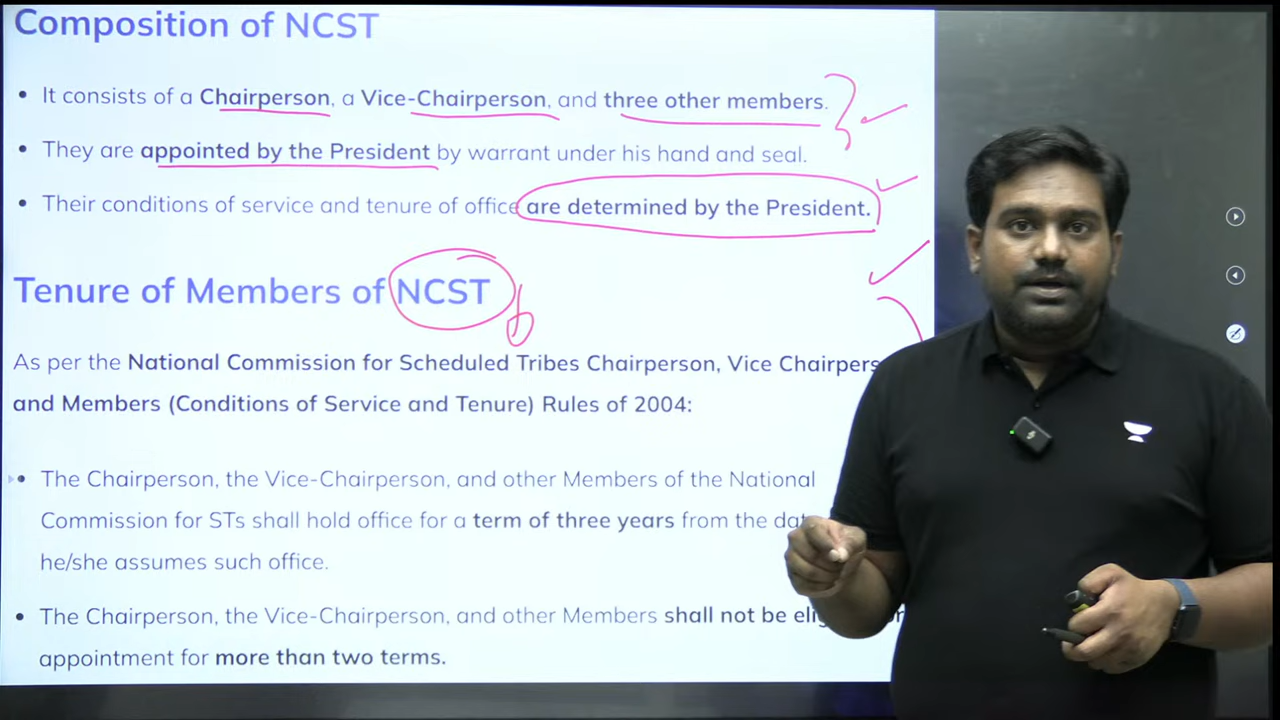 Composition of NCST
• It consists of a Chairperson, a Vice-Chairperson, and three other members.
• They are appointed by the President by warrant under his hand and seal.
• Their conditions of service and tenure of office are determined by the President.
Tenure of Members of NCST
As per the National Commission for Scheduled Tribes Chairperson, Vice Chairpers
and Members (Conditions of Service and Tenure) Rules of 2004:
• The Chairperson, the Vice-Chairperson, and other Members of the National
Commission for STs shall hold office for a term of three years from the dat
he/she assumes such office.
• The Chairperson, the Vice-Chairperson, and other Members shall not be
appointment for more than two terms.